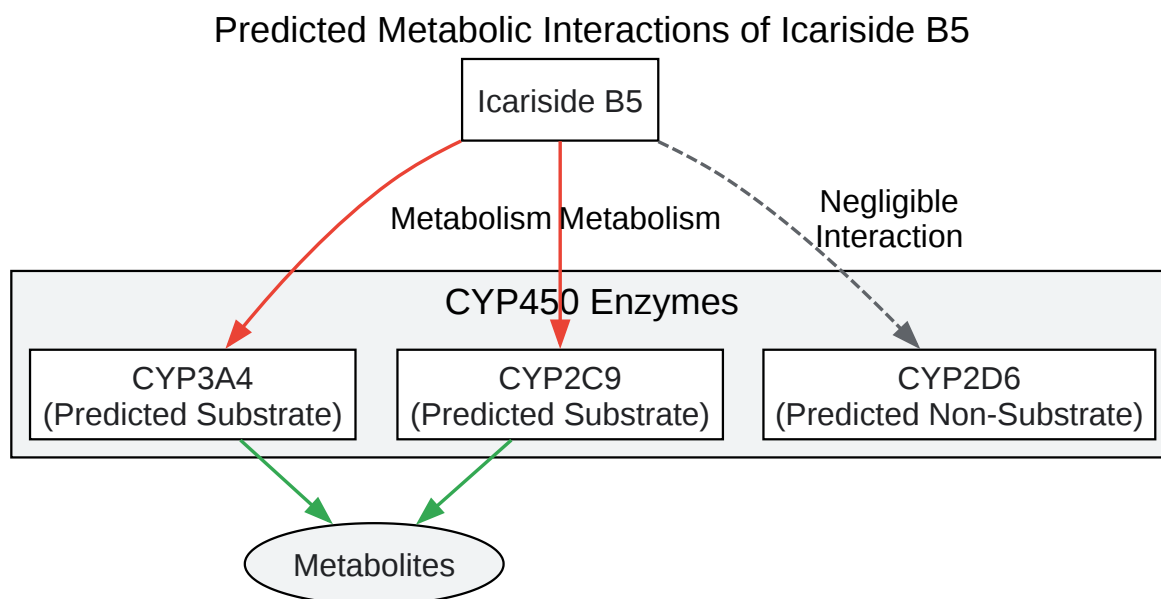 Predicted Metabolic Interactions of Icariside B5
Icariside B5
Metabolism
Metabolism
Negligible
Interaction
CYP450 Enzymes
CYP3A4
(Predicted Substrate)
CYP2C9
(Predicted Substrate)
CYP2D6
(Predicted Non-Substrate)
Metabolites